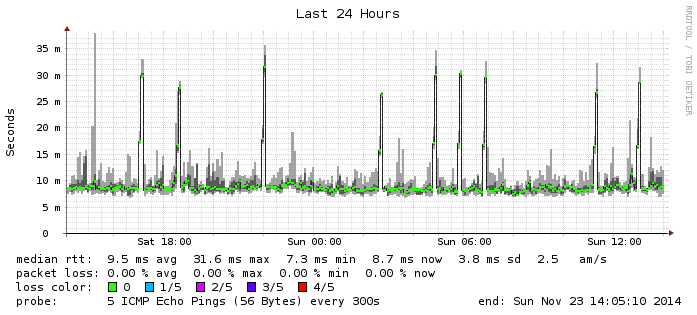 Last 24 Hours
RRDTOOL / TOBI OETIKER
Seconds
35 m
30 m
25 m
20 m
15 m
10 m
5 m
0
Sat 18:00 Sun 00:00 Sun 06:00 Sun 12:00
median rtt: 9.5 ms avg 31.6 ms max 7.3 ms min 8.7 ms now 3.8 ms sd 2.5 am/s
packet loss: 0.00 % avg 0.00 % max 0.00 % min 0.00 % now
loss color: 0 1/5 2/5 3/5 4/5
probe: 5 ICMP Echo Pings (56 Bytes) every 300s end: Sun Nov 23 14:05:10 2014